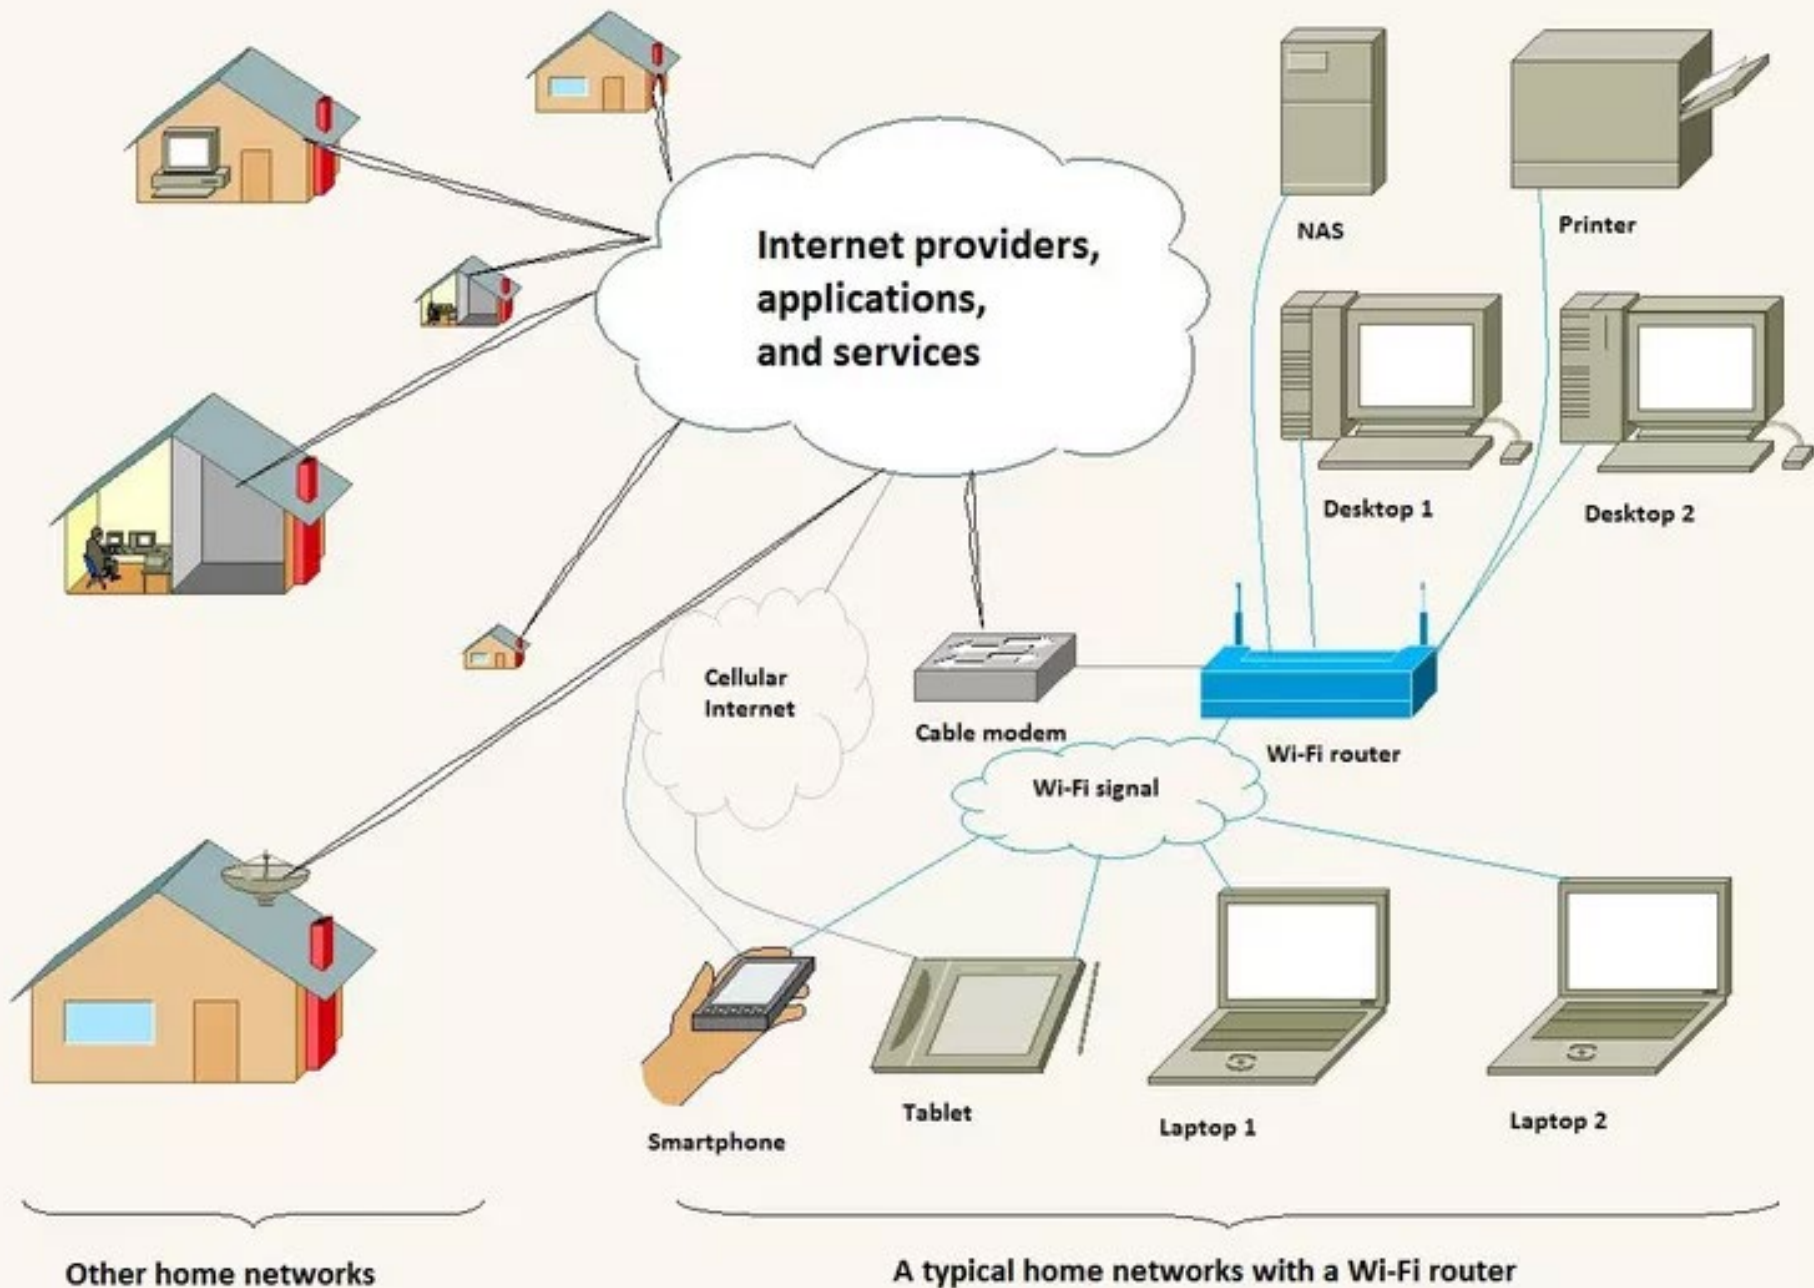 Internet providers,
applications,
and services
NAS
Printer
Desktop 1
Desktop 2
Cellular
Internet
Cable modem
Wi-Fi router
Wi-Fi signal
Smartphone
Tablet
Laptop 1
Laptop 2
Other home networks
A typical home networks with a Wi-Fi router